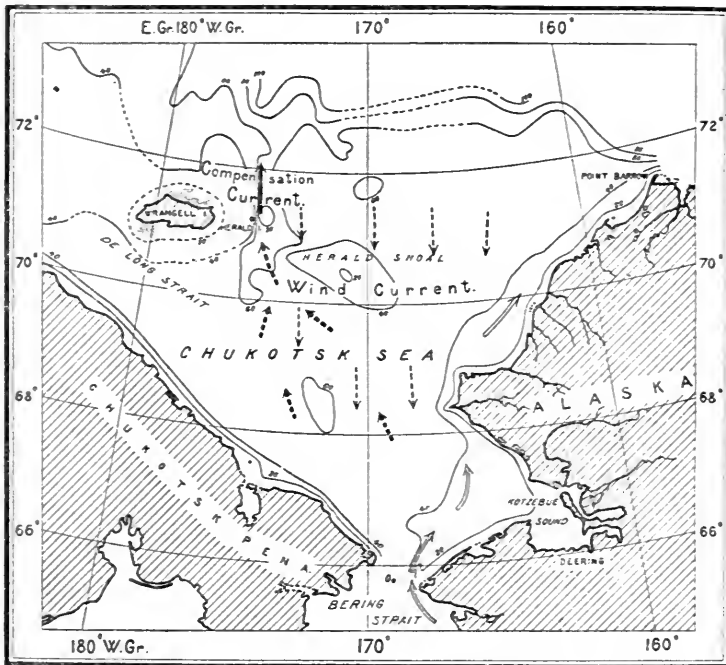 E. Gr. 180° W. Gr.
170°
160°
72°
72°
Compensation
Current.
POINT BARROW
WRANGELL I.
HERALD I.
DE LONG STRAIT
70°
70°
HERALD SHOAL
Wind Current.
CHUKOTSK SEA
ALASKA
68°
68°
CHUKOTSK PENA.
KOTZEBUE
SOUND
66°
66°
DEERING
BERING
STRAIT
180° W. Gr.
170°
160°